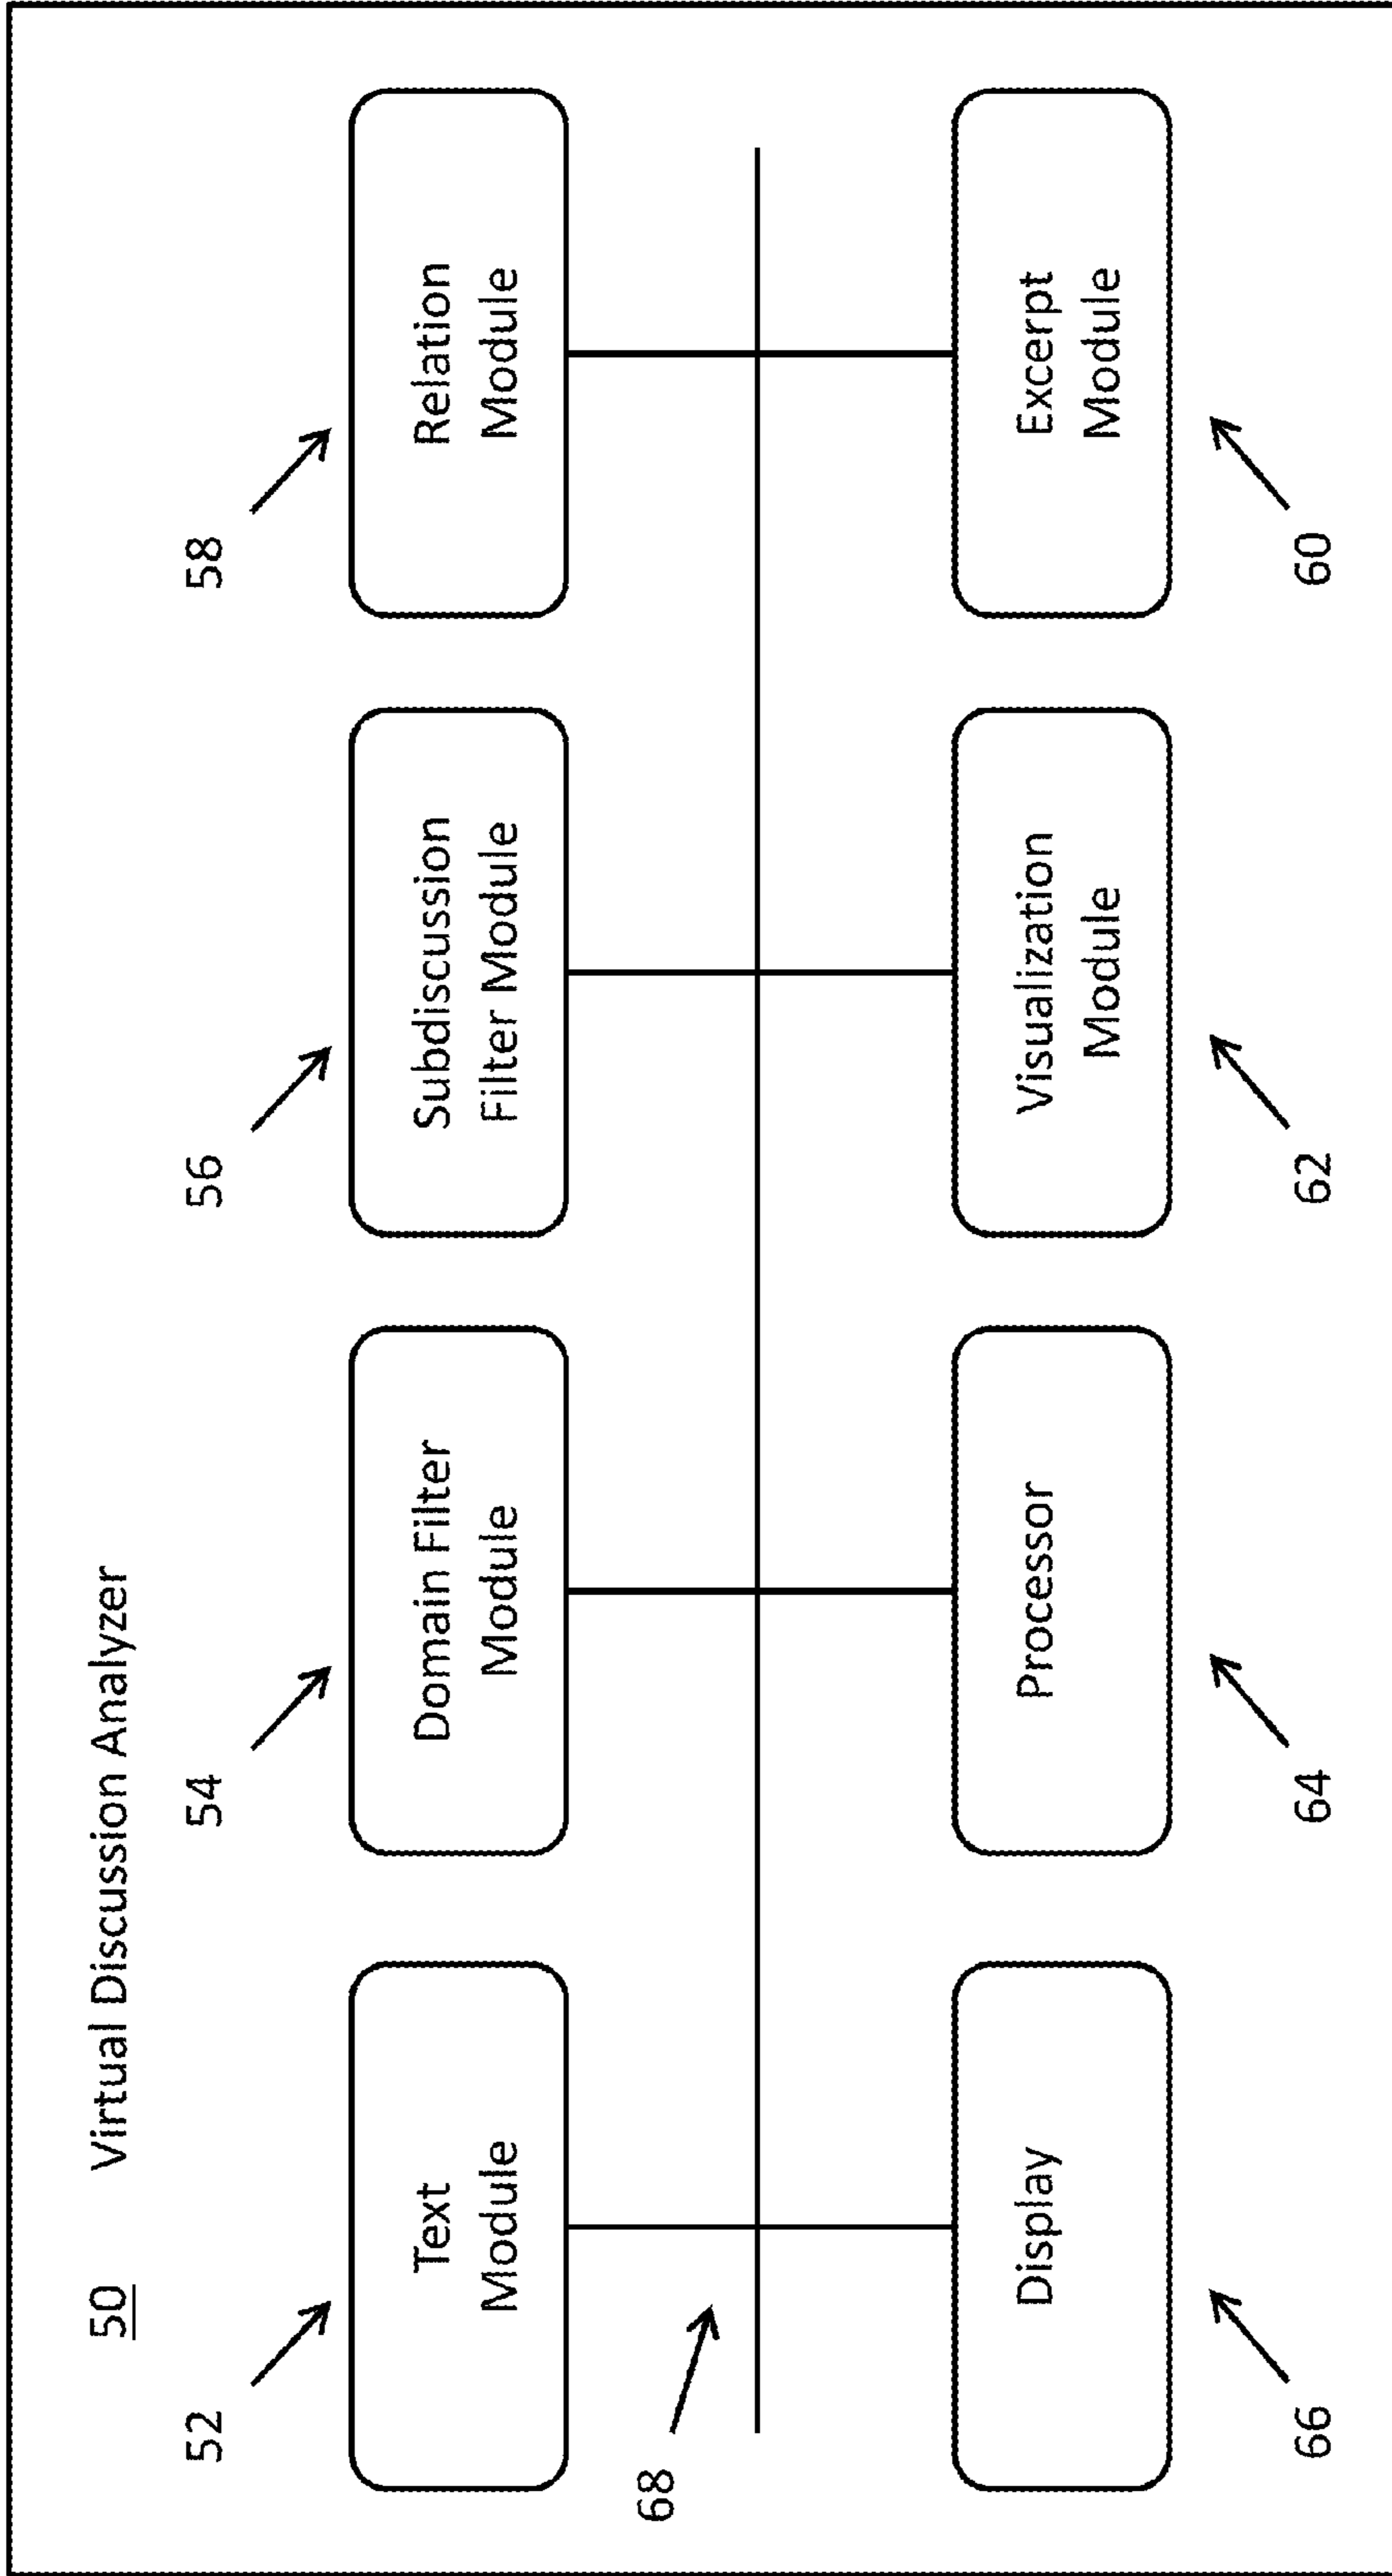 50 Virtual Discussion Analyzer
52
54
56
58
Text
Module
Domain Filter
Module
Subdiscussion
Filter Module
Relation
Module
68
Display
Processor
Visualization
Module
Excerpt
Module
66
64
62
60